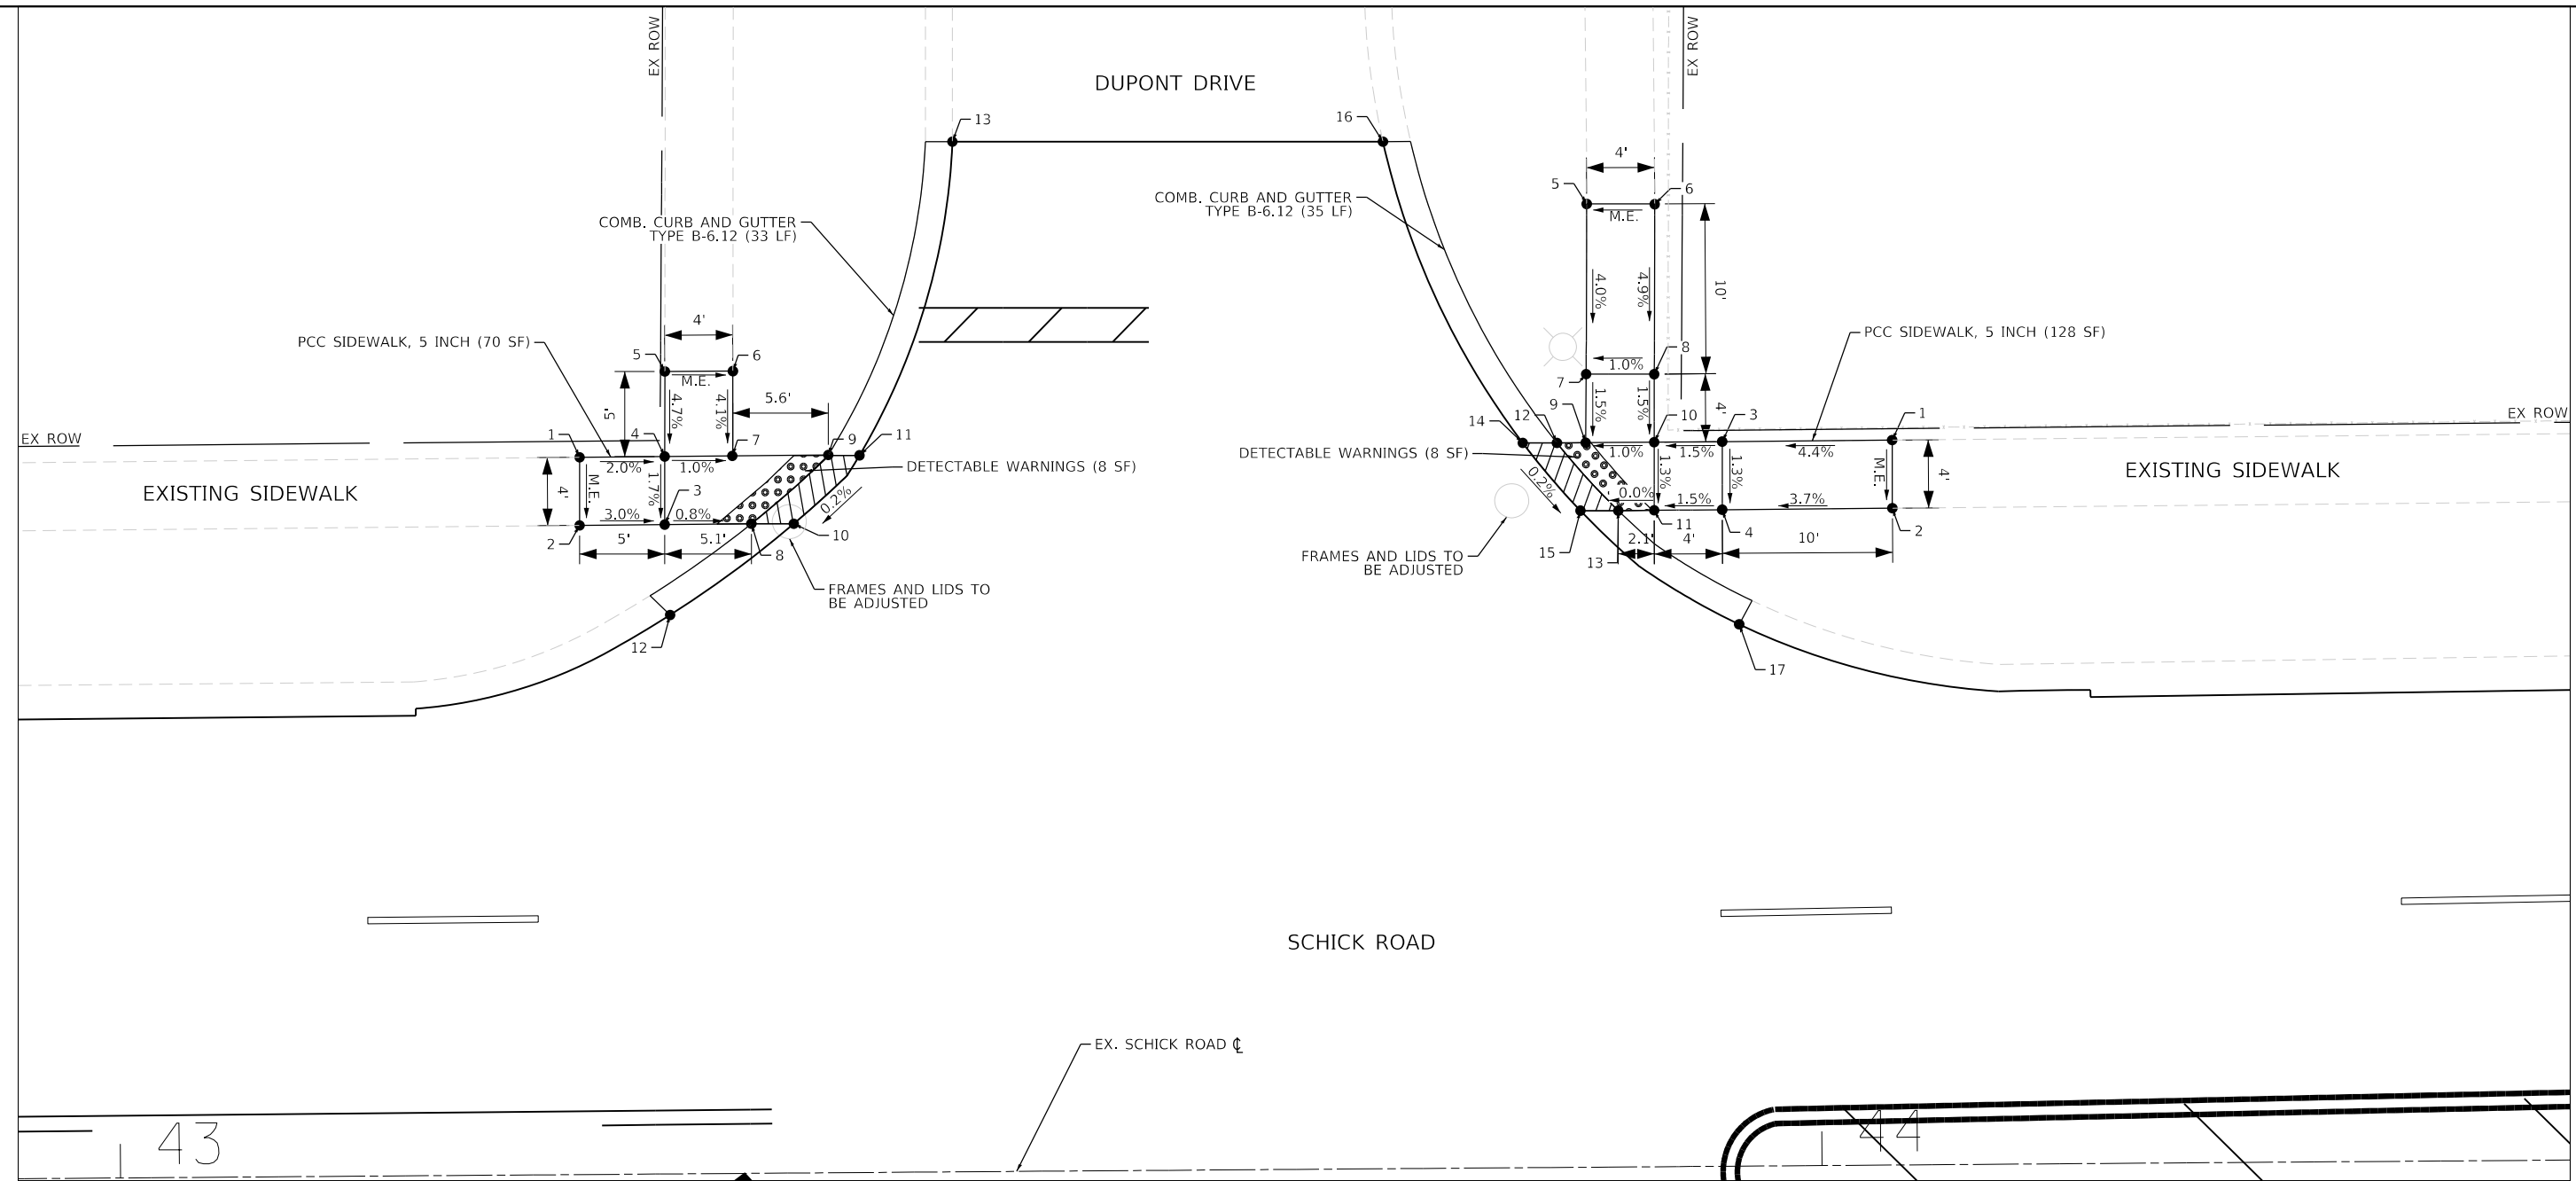 EX ROW
EX ROW
DUPONT DRIVE
13
16
COMB. CURB AND GUTTER
TYPE B-6.12 (33 LF)
COMB. CURB AND GUTTER
TYPE B-6.12 (35 LF)
4'
5
6
M.E.
4.0%
4.9%
10'
1.0%
7
8
1.5%
1.5%
4'
PCC SIDEWALK, 5 INCH (70 SF)
4'
5
6
M.E.
5'
4.7%
4.1%
5.6'
PCC SIDEWALK, 5 INCH (128 SF)
EX ROW
EX ROW
1
4
7
9
11
2.0%
1.0%
4'
M.E.
1.7%
3
3.0%
0.8%
0.2%
2
5'
5.1'
8
10
12
EXISTING SIDEWALK
DETECTABLE WARNINGS (8 SF)
FRAMES AND LIDS TO
BE ADJUSTED
14
12
9
10
3
1
1.0%
1.5%
4.4%
DETECTABLE WARNINGS (8 SF)
0.2%
0.0%
1.3%
1.3%
M.E.
4'
1.5%
3.7%
15
13
11
4
2
2.1'
4'
10'
17
EXISTING SIDEWALK
FRAMES AND LIDS TO
BE ADJUSTED
SCHICK ROAD
EX. SCHICK ROAD ℄
43
44